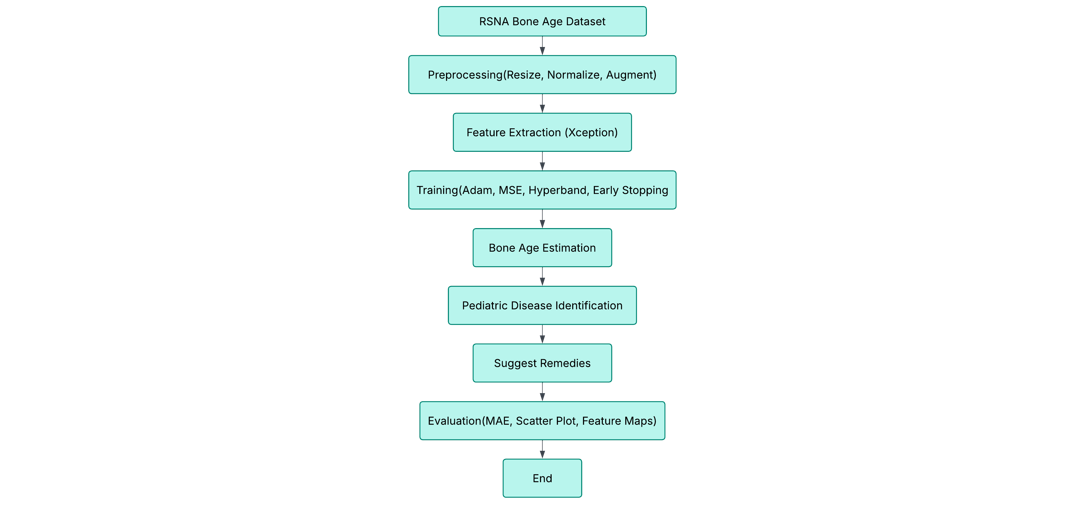 RSNA Bone Age Dataset
Preprocessing(Resize, Normalize, Augment)
Feature Extraction (Xception)
Training(Adam, MSE, Hyperband, Early Stopping
Bone Age Estimation
Pediatric Disease Identification
Suggest Remedies
Evaluation(MAE, Scatter Plot, Feature Maps)
End